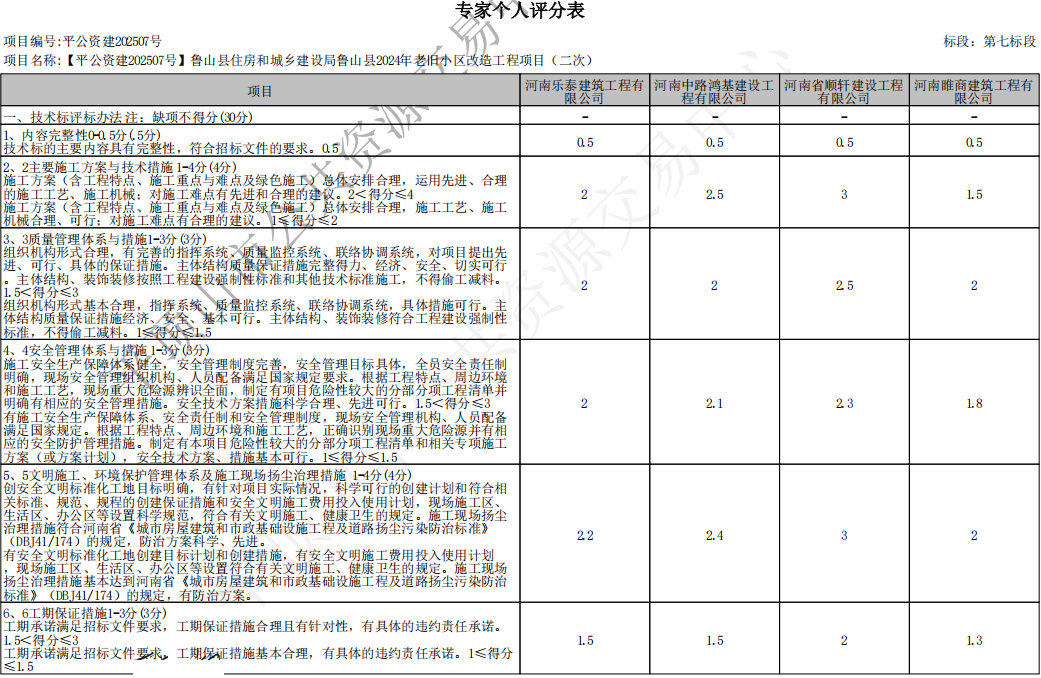 专家个人评分表
项目编号:平公资建202507号
标段：第七标段
项目名称:【平公资建202507号】鲁山县住房和城乡建设局鲁山县2024年老旧小区改造工程项目（二次）
项目
河南乐泰建筑工程有限公司
河南中路鸿基建设工程有限公司
河南省顺轩建设工程有限公司
河南睢商建筑工程有限公司
一、技术标评标办法 注：缺项不得分(30分)
- - - -
1、内容完整性0-0.5分(.5分)
技术标的主要内容具有完整性，符合招标文件的要求。0.5
0.5 0.5 0.5 0.5
2、2主要施工方案与技术措施 1-4分(4分)
施工方案（含工程特点、施工重点与难点及绿色施工）总体安排合理，运用先进、合理
的施工工艺、施工机械；对施工难点有先进和合理的建议。2＜得分≤4
施工方案（含工程特点、施工重点与难点及绿色施工）总体安排合理，施工工艺、施工
机械合理、可行；对施工难点有合理的建议。1≤得分≤2
2 2.5 3 1.5
3、3质量管理体系与措施1-3分(3分)
组织机构形式合理，有完善的指挥系统、质量监控系统、联络协调系统，对项目提出先
进、可行、具体的保证措施。主体结构质量保证措施完整得力、经济、安全、切实可行
。主体结构、装饰装修按照工程建设强制性标准和其他技术标准施工，不得偷工减料。
1.5＜得分≤3
组织机构形式基本合理，指挥系统、质量监控系统、联络协调系统，具体措施可行。主
体结构质量保证措施经济、安全、基本可行。主体结构、装饰装修符合工程建设强制性
标准，不得偷工减料。1≤得分≤1.5
2 2 2.5 2
4、4安全管理体系与措施 1-3分(3分)
施工安全生产保障体系健全，安全管理制度完善，安全管理目标具体，全员安全责任制
明确，现场安全管理组织机构、人员配备满足国家规定要求。根据工程特点、周边环境
和施工工艺，现场重大危险源辨识全面，制定有项目危险性较大的分部分项工程清单并
明确有相应的安全管理措施。安全技术方案措施科学合理、先进可行。1.5＜得分≤3
有施工安全生产保障体系、安全责任制和安全管理制度，现场安全管理机构、人员配备
满足国家规定。根据工程特点、周边环境和施工工艺，正确识别现场重大危险源并有相
应的安全防护管理措施。制定有本项目危险性较大的分部分项工程清单和相关专项施工
方案（或方案计划），安全技术方案、措施基本可行。1≤得分≤1.5
2 2.1 2.3 1.8
5、5文明施工、环境保护管理体系及施工现场扬尘治理措施 1-4分(4分)
创安全文明标准化工地目标明确，有针对项目实际情况，科学可行的创建计划和符合相
关标准、规范、规程的创建保证措施和安全文明施工费用投入使用计划，现场施工区、
生活区、办公区等设置科学规范，符合有关文明施工、健康卫生的规定。施工现场扬尘
治理措施符合河南省《城市房屋建筑和市政基础设施工程及道路扬尘污染防治标准》
（DBJ41/174）的规定，防治方案科学、先进。
有安全文明标准化工地创建目标计划和创建措施，有安全文明施工费用投入使用计划
，现场施工区、生活区、办公区等设置符合有关文明施工、健康卫生的规定。施工现场
扬尘治理措施基本达到河南省《城市房屋建筑和市政基础设施工程及道路扬尘污染防治
标准》（DBJ41/174）的规定，有防治方案。
2.2 2.4 3 2
6、6工期保证措施1-3分(3分)
工期承诺满足招标文件要求，工期保证措施合理且有针对性，有具体的违约责任承诺。
1.5＜得分≤3
工期承诺满足招标文件要求，工期保证措施基本合理，有具体的违约责任承诺。1≤得分
≤1.5
1.5 1.5 2 1.3